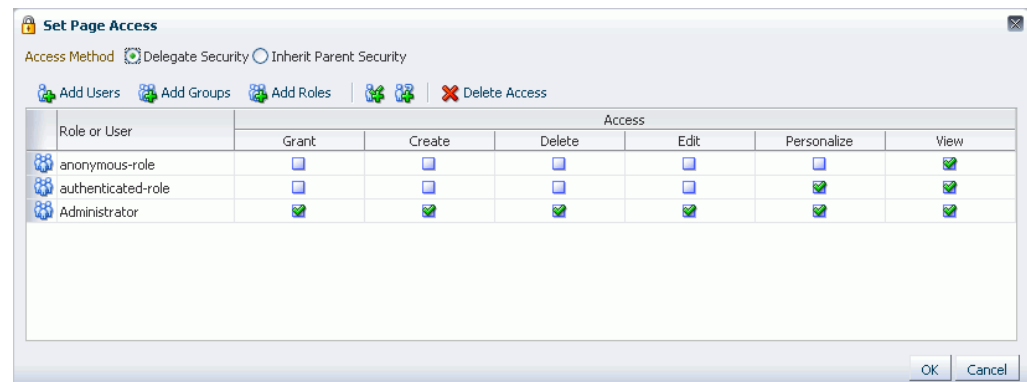 Set Page Access
Access Method Delegate Security Inherit Parent Security
Add Users Add Groups Add Roles Delete Access
Role or User Access
Grant Create Delete Edit Personalize View
anonymous-role
authenticated-role
Administrator
OK Cancel